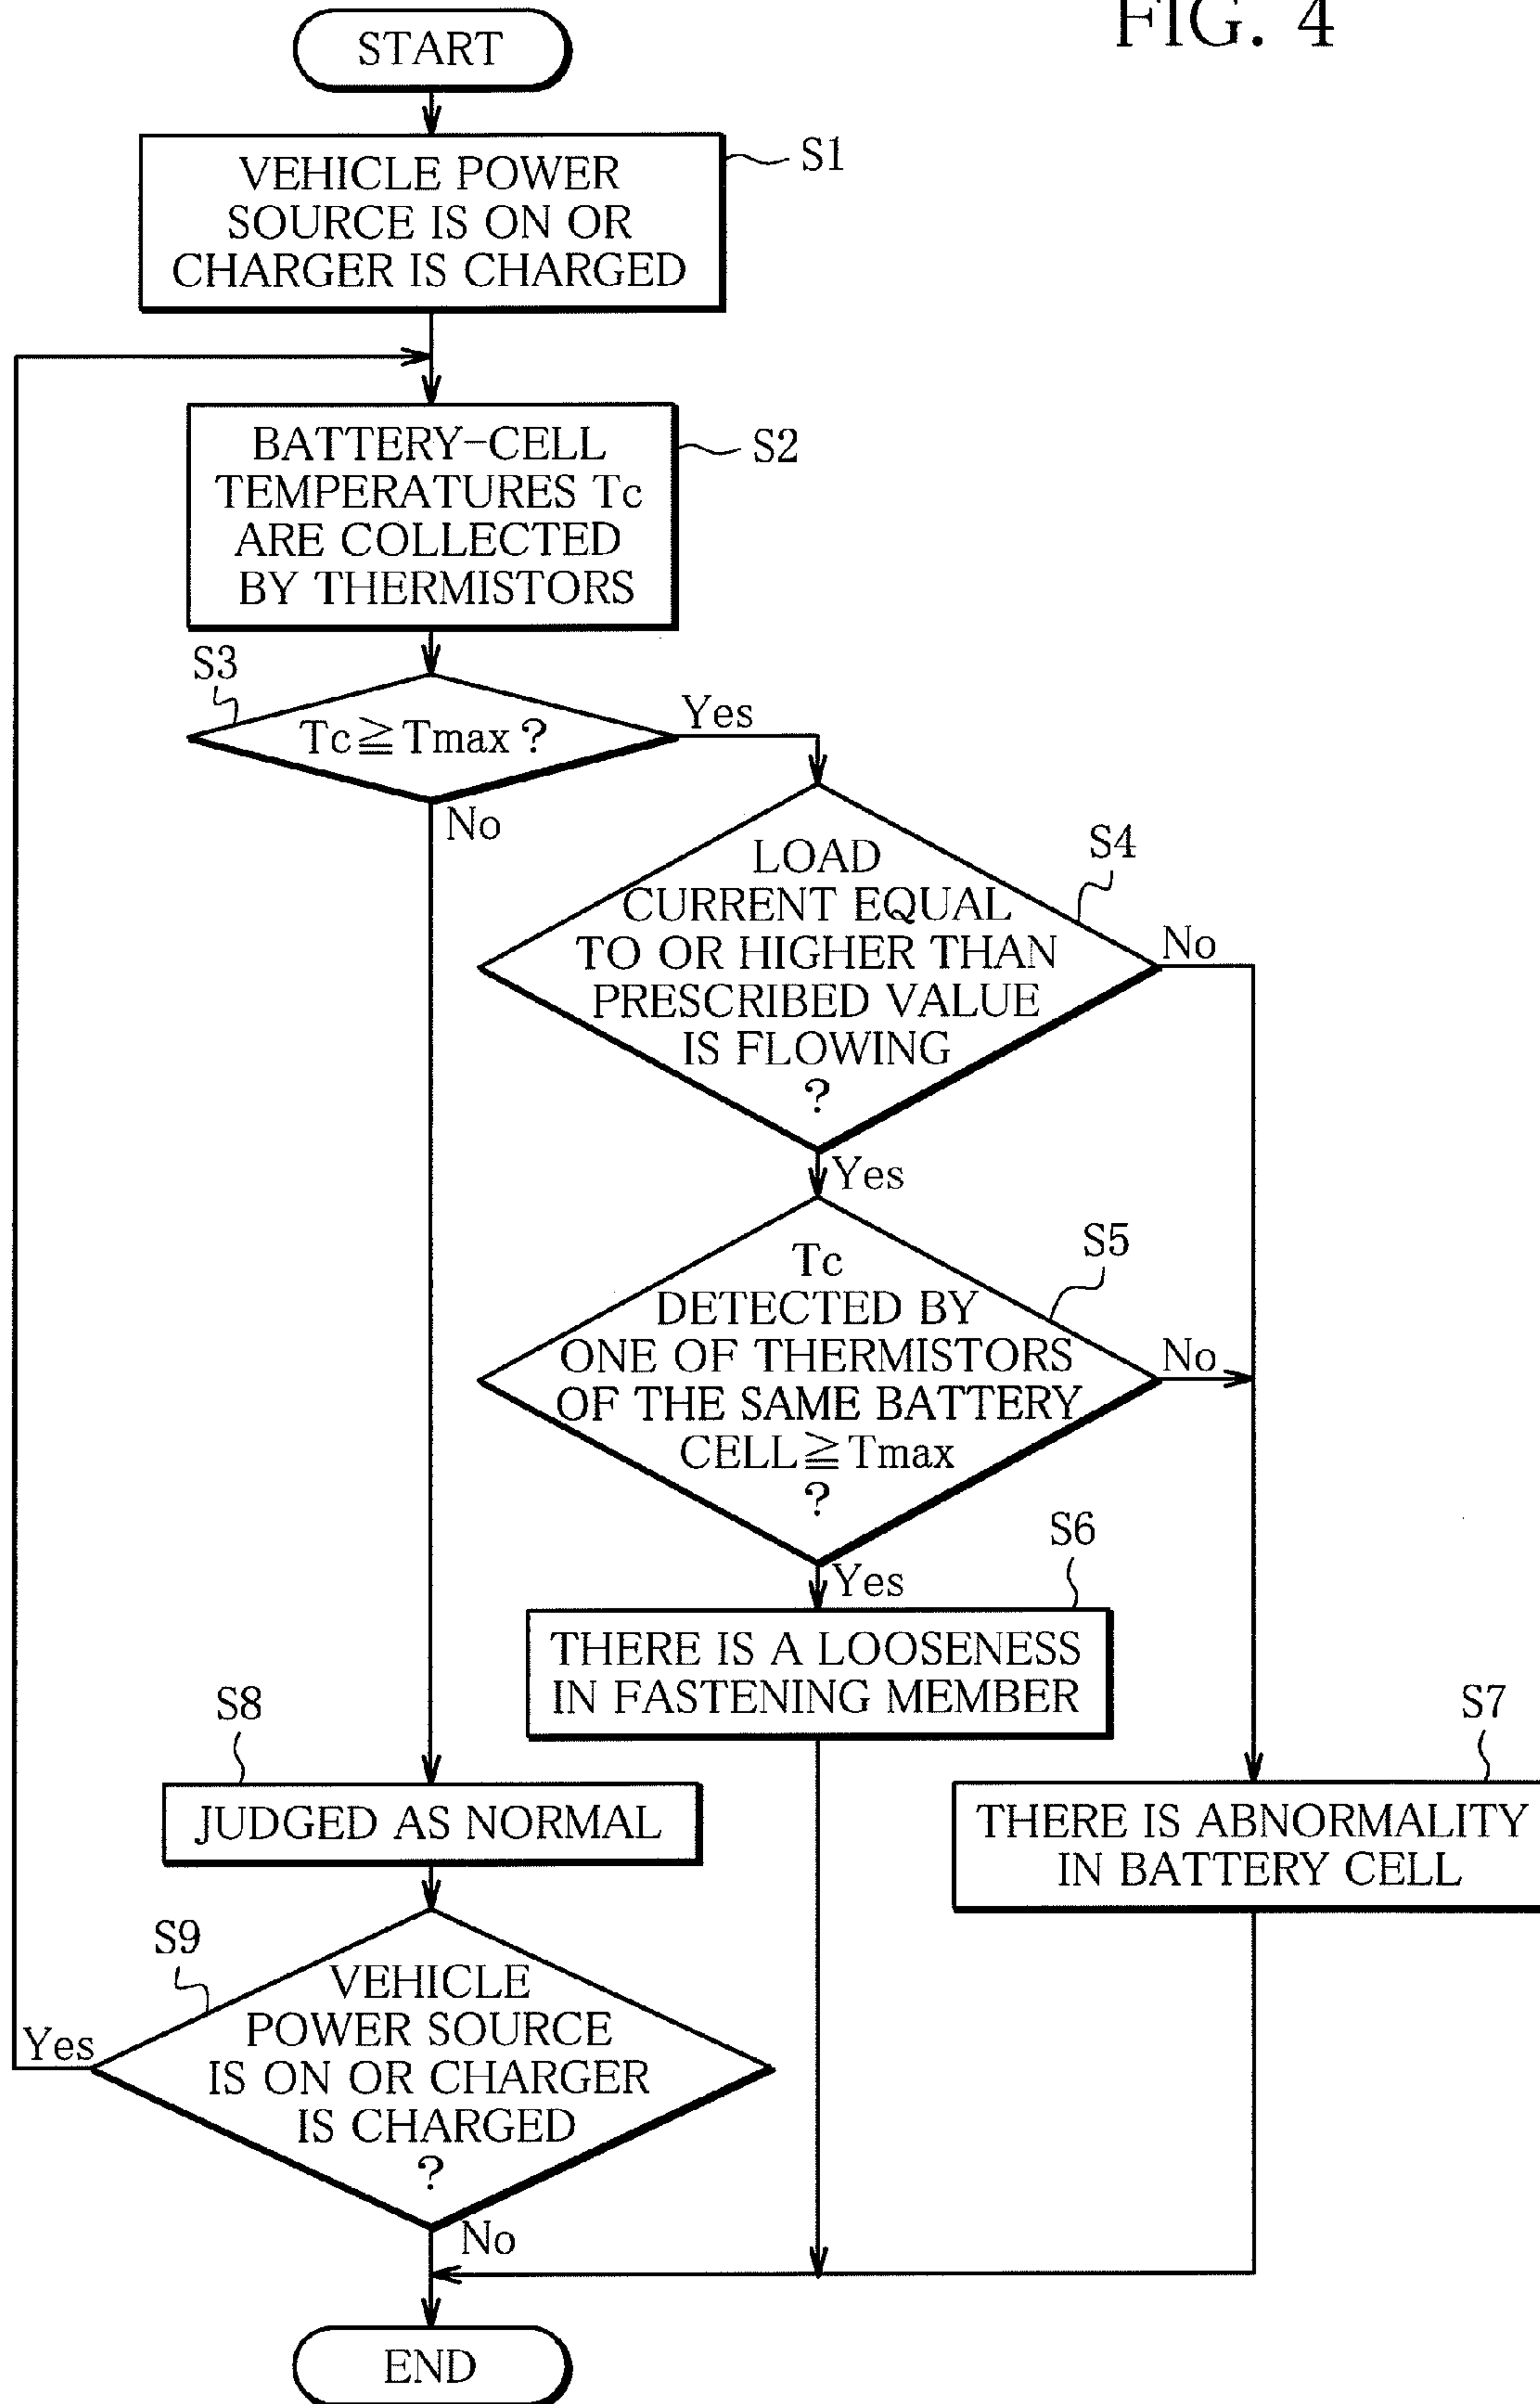 FIG. 4
START
S1
VEHICLE POWER
SOURCE IS ON OR
CHARGER IS CHARGED
S2
BATTERY-CELL
TEMPERATURES Tc
ARE COLLECTED
BY THERMISTORS
S3
Tc≧Tmax?
Yes
No
S4
LOAD
CURRENT EQUAL
TO OR HIGHER THAN
PRESCRIBED VALUE
IS FLOWING
?
No
Yes
S5
Tc
DETECTED BY
ONE OF THERMISTORS
OF THE SAME BATTERY
CELL≧Tmax
?
No
Yes
S6
THERE IS A LOOSENESS
IN FASTENING MEMBER
S7
THERE IS ABNORMALITY
IN BATTERY CELL
S8
JUDGED AS NORMAL
S9
VEHICLE
POWER SOURCE
IS ON OR CHARGER
IS CHARGED
?
Yes
No
END